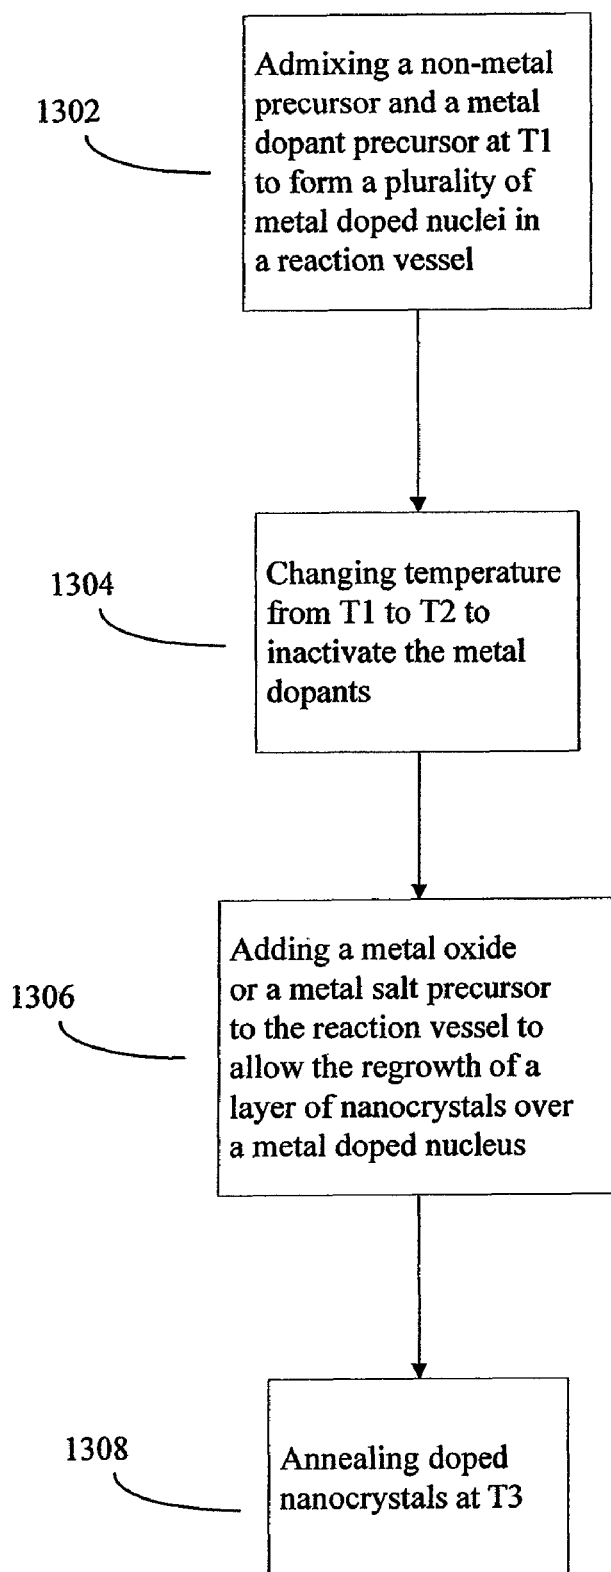 1302
Admixing a non-metal
precursor and a metal
dopant precursor at T1
to form a plurality of
metal doped nuclei in
a reaction vessel
1304
Changing temperature
from T1 to T2 to
inactivate the metal
dopants
1306
Adding a metal oxide
or a metal salt precursor
to the reaction vessel to
allow the regrowth of a
layer of nanocrystals over
a metal doped nucleus
1308
Annealing doped
nanocrystals at T3